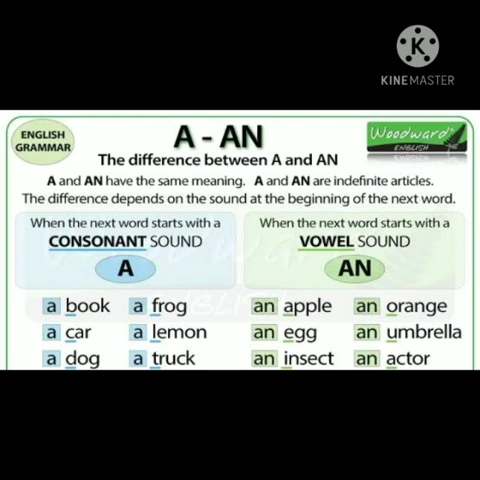 K
KINEMASTER
ENGLISH
GRAMMAR
A - AN
Woodward
ENGLISH
The difference between A and AN
A and AN have the same meaning. A and AN are indefinite articles.
The difference depends on the sound at the beginning of the next word.
When the next word starts with a
CONSONANT SOUND
A
When the next word starts with a
VOWEL SOUND
AN
a book a frog an apple an orange
a car a lemon an egg an umbrella
a dog a truck an insect an actor